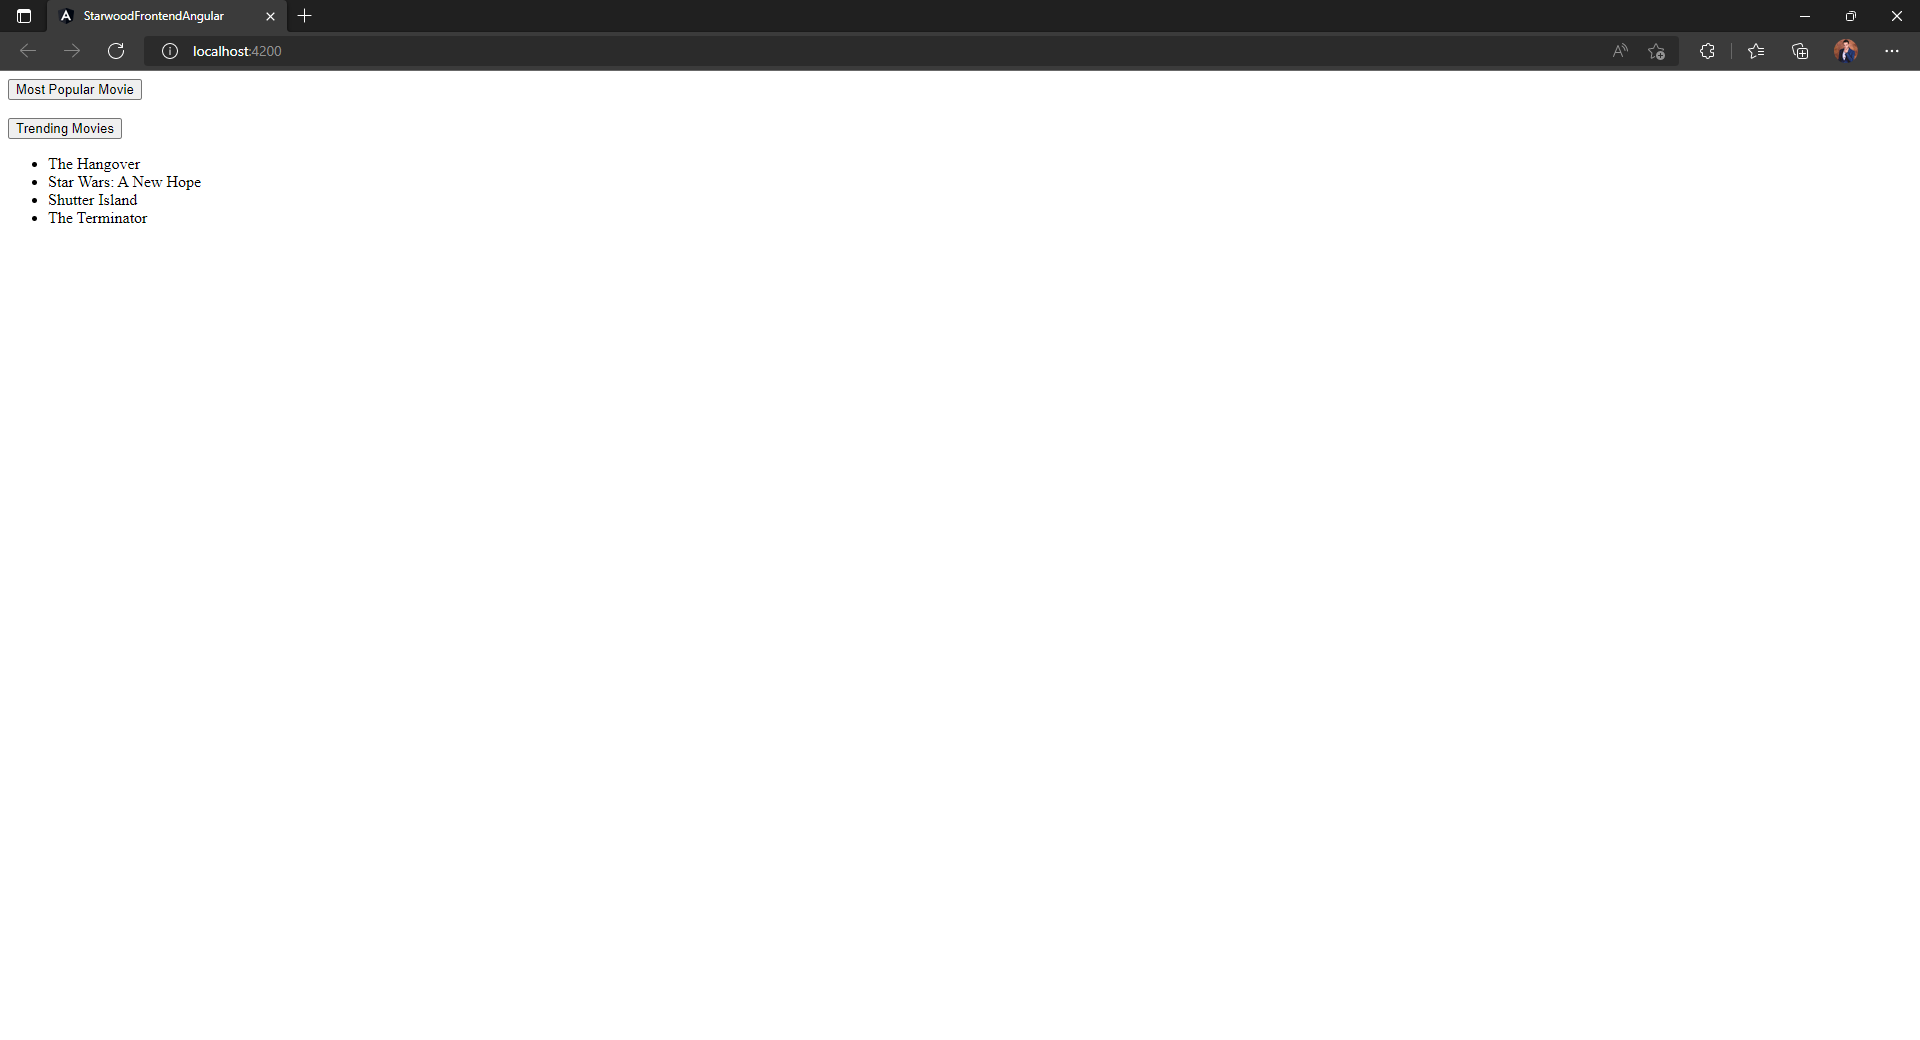 StarwoodFrontendAngular
localhost:4200
Most Popular Movie
Trending Movies
The Hangover
Star Wars: A New Hope
Shutter Island
The Terminator